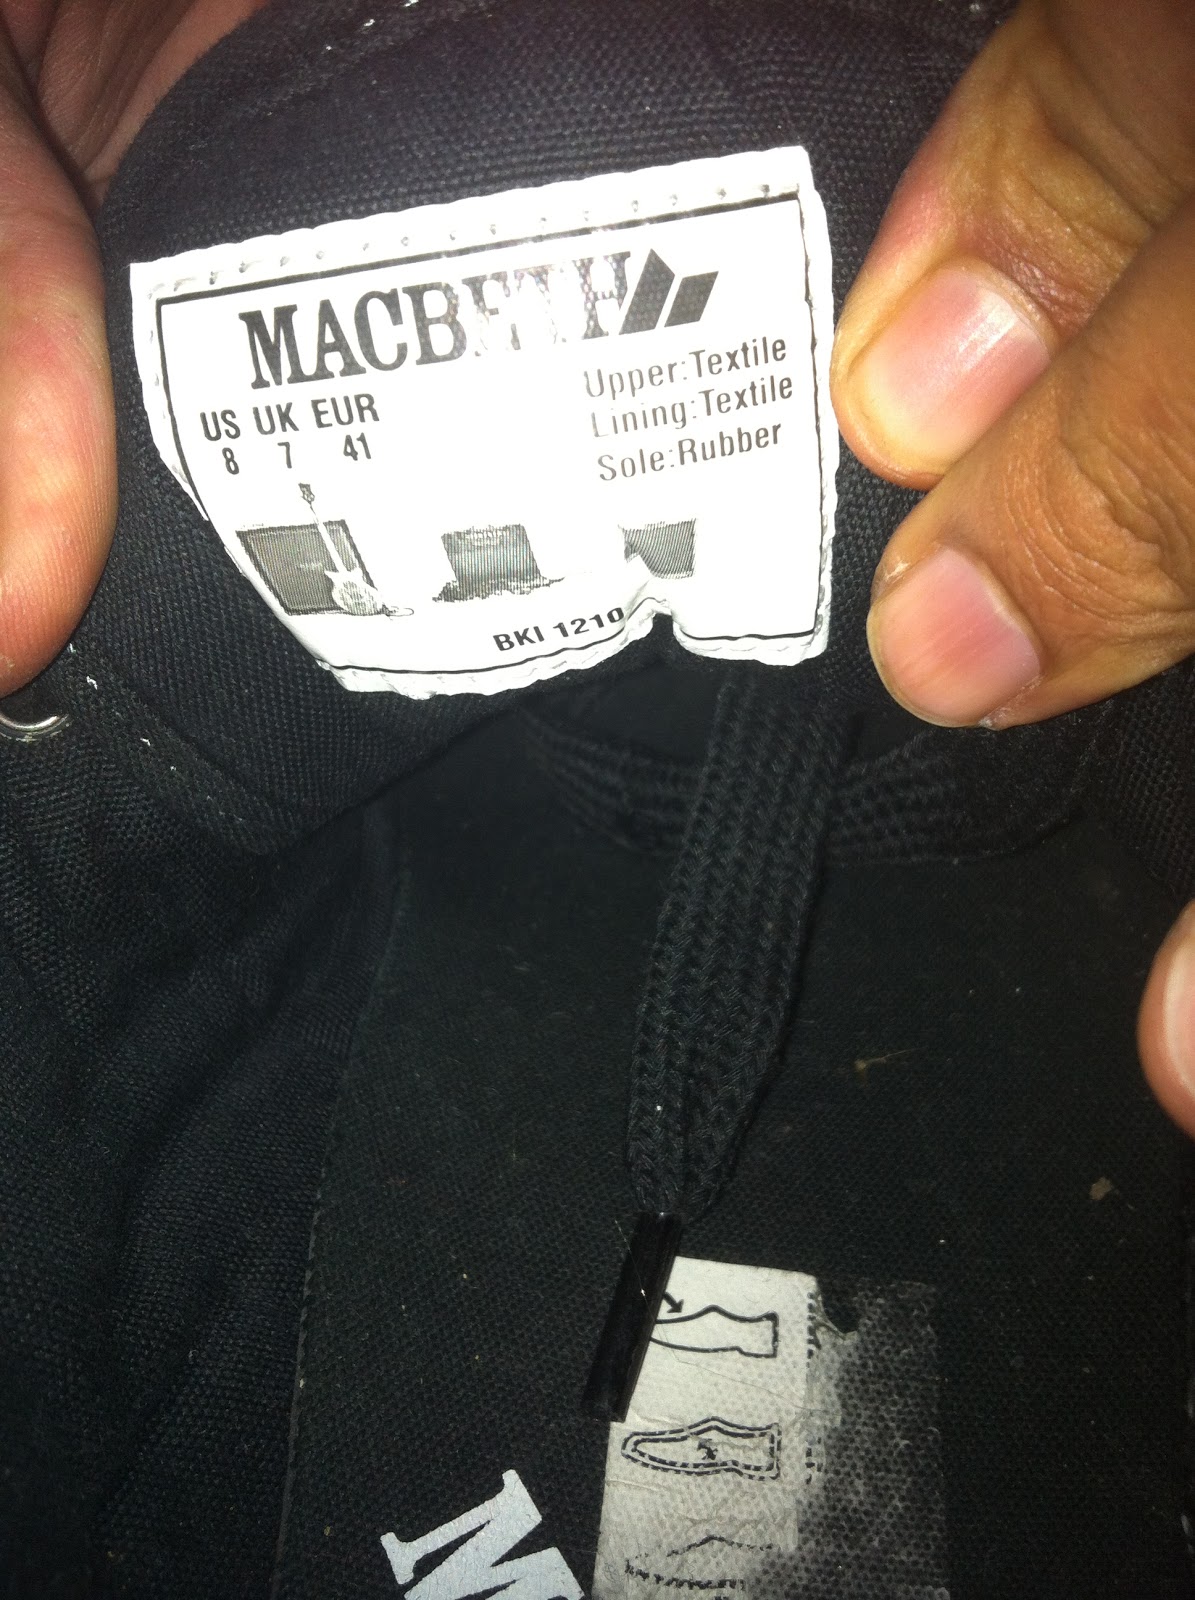 MACBETH
US UK EUR
8 7 41
Upper:Textile
Lining:Textile
Sole:Rubber
BKI 1210
M